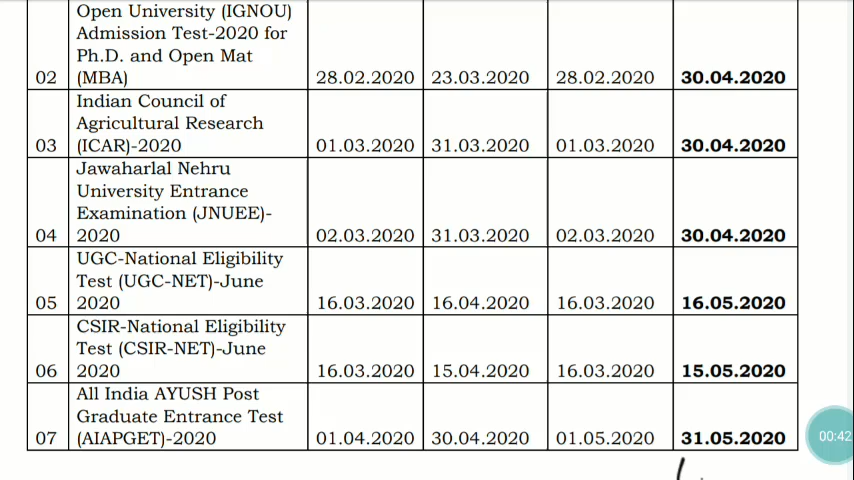 Open University (IGNOU)
Admission Test-2020 for
Ph.D. and Open Mat
02 (MBA) 28.02.2020 23.03.2020 28.02.2020 30.04.2020
Indian Council of
Agricultural Research
03 (ICAR)-2020 01.03.2020 31.03.2020 01.03.2020 30.04.2020
Jawaharlal Nehru
University Entrance
Examination (JNUEE)-
04 2020 02.03.2020 31.03.2020 02.03.2020 30.04.2020
UGC-National Eligibility
Test (UGC-NET)-June
05 2020 16.03.2020 16.04.2020 16.03.2020 16.05.2020
CSIR-National Eligibility
Test (CSIR-NET)-June
06 2020 16.03.2020 15.04.2020 16.03.2020 15.05.2020
All India AYUSH Post
Graduate Entrance Test
07 (AIAPGET)-2020 01.04.2020 30.04.2020 01.05.2020 31.05.2020
00:42